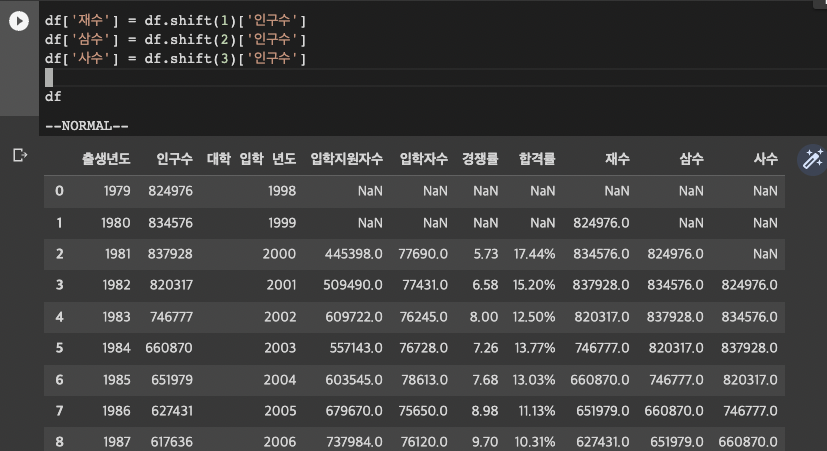 df['재수'] = df.shift(1)['인구수']
df['삼수'] = df.shift(2)['인구수']
df['사수'] = df.shift(3)['인구수']
df
--NORMAL--
출생년도 인구수 대학 입학 년도 입학지원자수 입학자수 경쟁률 합격률 재수 삼수 사수
0 1979 824976 1998 NaN NaN NaN NaN NaN NaN NaN
1 1980 834576 1999 NaN NaN NaN NaN 824976.0 NaN NaN
2 1981 837928 2000 445398.0 77690.0 5.73 17.44% 834576.0 824976.0 NaN
3 1982 820317 2001 509490.0 77431.0 6.58 15.20% 837928.0 834576.0 824976.0
4 1983 746777 2002 609722.0 76245.0 8.00 12.50% 820317.0 837928.0 834576.0
5 1984 660870 2003 557143.0 76728.0 7.26 13.77% 746777.0 820317.0 837928.0
6 1985 651979 2004 603545.0 78613.0 7.68 13.03% 660870.0 746777.0 820317.0
7 1986 627431 2005 679670.0 75650.0 8.98 11.13% 651979.0 660870.0 746777.0
8 1987 617636 2006 737984.0 76120.0 9.70 10.31% 627431.0 651979.0 660870.0